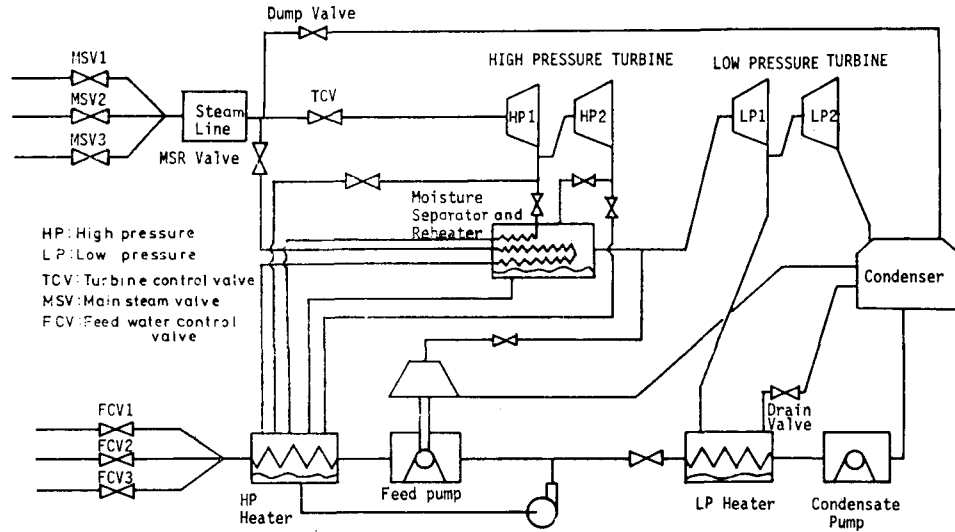 Dump Valve
HIGH PRESSURE TURBINE
LOW PRESSURE TURBINE
MSV1
MSV2
MSV3
Steam
Line
TCV
HP1
HP2
LP1
LP2
MSR Valve
Moisture
Separator and
Reheater
HP:High pressure
LP:Low pressure
TCV:Turbine control valve
MSV:Main steam valve
FCV:Feed water control
valve
Condenser
FCV1
FCV2
FCV3
Drain
Valve
HP
Heater
Feed pump
LP Heater
Condensate
Pump